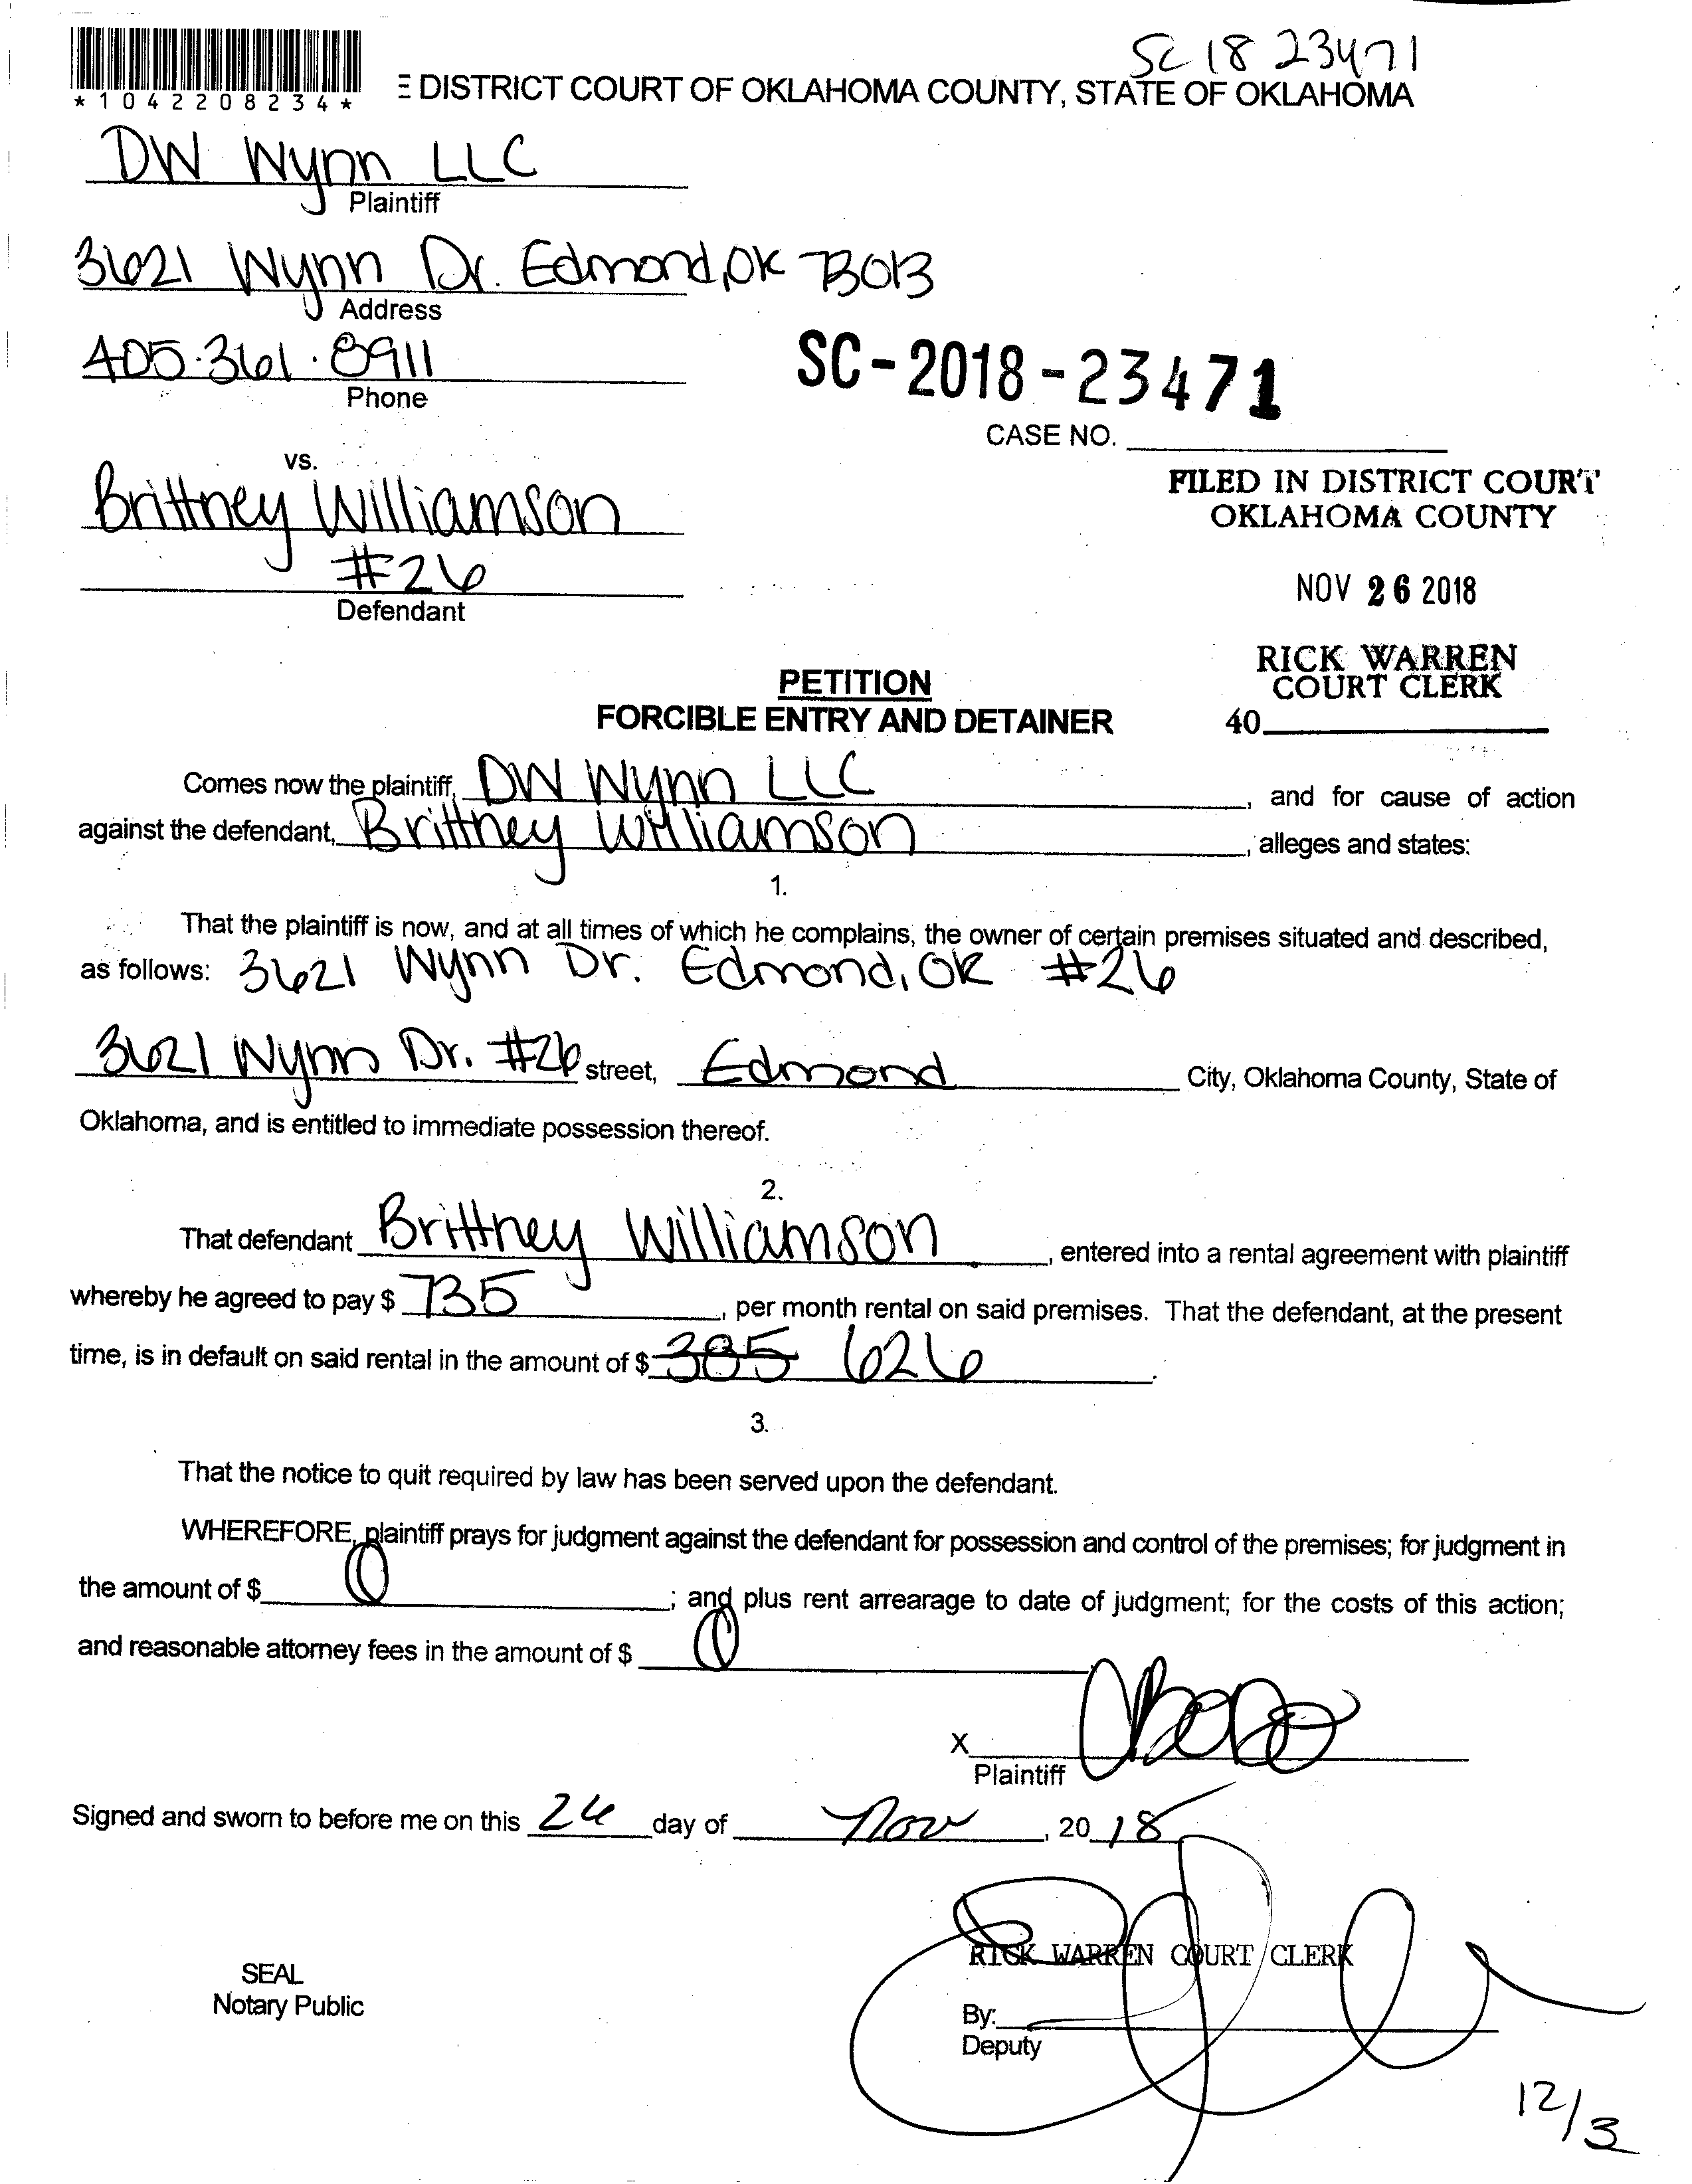 SC 18 23471
*1042208234*
E DISTRICT COURT OF OKLAHOMA COUNTY, STATE OF OKLAHOMA
DW Wynn LLC
Plaintiff
3621 Wynn Dr. Edmond, OK 73013
Address
405.361.8911
Phone
SC-2018-23471
CASE NO.
vs.
Brittney Williamson
#26
Defendant
FILED IN DISTRICT COURT
OKLAHOMA COUNTY
NOV 26 2018
RICK WARREN
COURT CLERK
40
PETITION
FORCIBLE ENTRY AND DETAINER
Comes now the plaintiff, DW Wynn LLC, and for cause of action
against the defendant, Brittney Williamson, alleges and states:
1.
That the plaintiff is now, and at all times of which he complains, the owner of certain premises situated and described,
as follows: 3621 Wynn Dr. Edmond, OK #26
3621 Wynn Dr. #26 street, Edmond City, Oklahoma County, State of
Oklahoma, and is entitled to immediate possession thereof.
2.
That defendant Brittney Williamson, entered into a rental agreement with plaintiff
whereby he agreed to pay $ 735, per month rental on said premises. That the defendant, at the present
time, is in default on said rental in the amount of $ 385 626.
3.
That the notice to quit required by law has been served upon the defendant.
WHEREFORE, plaintiff prays for judgment against the defendant for possession and control of the premises; for judgment in
the amount of $ 0; and plus rent arrearage to date of judgment; for the costs of this action;
and reasonable attorney fees in the amount of $ 0
X
Plaintiff
Signed and sworn to before me on this 26 day of Nov, 2018
RICK WARREN COURT CLERK
SEAL
Notary Public
By:
Deputy
12/3